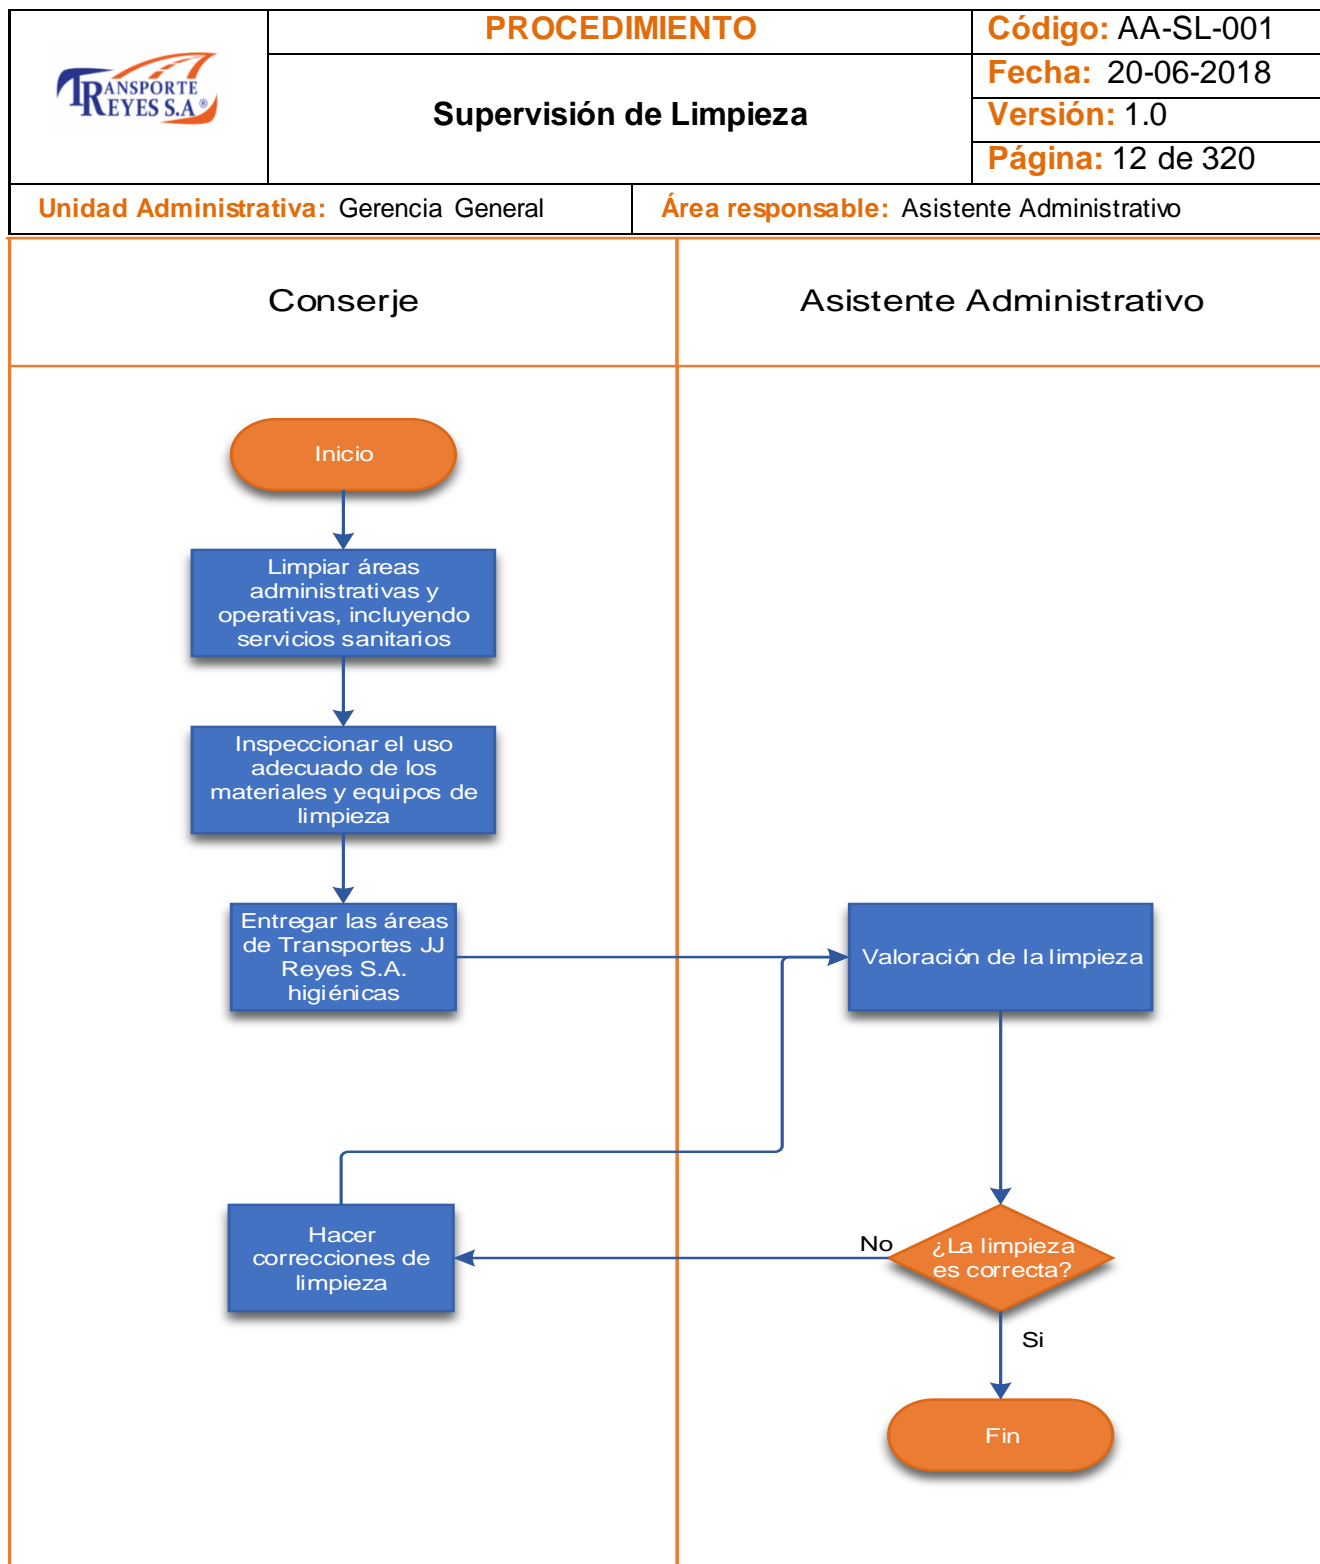 TRANSPORTE
REYES S.A®
PROCEDIMIENTO
Supervisión de Limpieza
Código: AA-SL-001
Fecha: 20-06-2018
Versión: 1.0
Página: 12 de 320
Unidad Administrativa: Gerencia General
Área responsable: Asistente Administrativo
Conserje
Asistente Administrativo
Inicio
Limpiar áreas
administrativas y
operativas, incluyendo
servicios sanitarios
Inspeccionar el uso
adecuado de los
materiales y equipos de
limpieza
Entregar las áreas
de Transportes JJ
Reyes S.A.
higiénicas
Valoración de la limpieza
Hacer
correcciones de
limpieza
No
¿La limpieza
es correcta?
Si
Fin